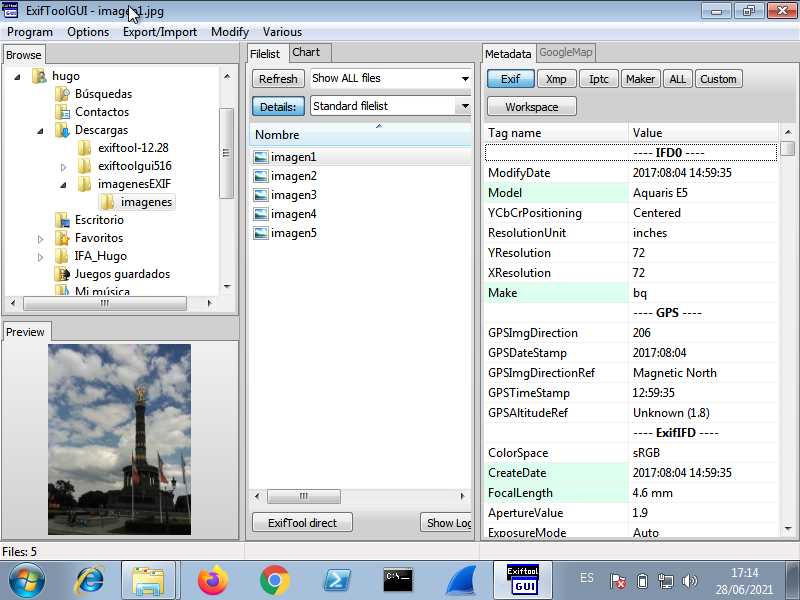 ExifToolGUI - imagen1.jpg
Program Options Export/Import Modify Various
Browse
hugo
Búsquedas
Contactos
Descargas
exiftool-12.28
exiftoolgui516
imagenesEXIF
imagenes
Escritorio
Favoritos
IFA_Hugo
Juegos guardados
Mi música
Preview
Filelist Chart
Refresh Show ALL files
Details: Standard filelist
Nombre
imagen1
imagen2
imagen3
imagen4
imagen5
ExifTool direct Show Log
Metadata GoogleMap
Exif Xmp Iptc Maker ALL Custom
Workspace
Tag name Value
---- IFD0 ----
ModifyDate 2017:08:04 14:59:35
Model Aquaris E5
YCbCrPositioning Centered
ResolutionUnit inches
YResolution 72
XResolution 72
Make bq
---- GPS ----
GPSImgDirection 206
GPSDateStamp 2017:08:04
GPSImgDirectionRef Magnetic North
GPSTimeStamp 12:59:35
GPSAltitudeRef Unknown (1.8)
---- ExifIFD ----
ColorSpace sRGB
CreateDate 2017:08:04 14:59:35
FocalLength 4.6 mm
ApertureValue 1.9
ExposureMode Auto
Files: 5
C:\_
Exiftool
GUI
ES
17:14
28/06/2021